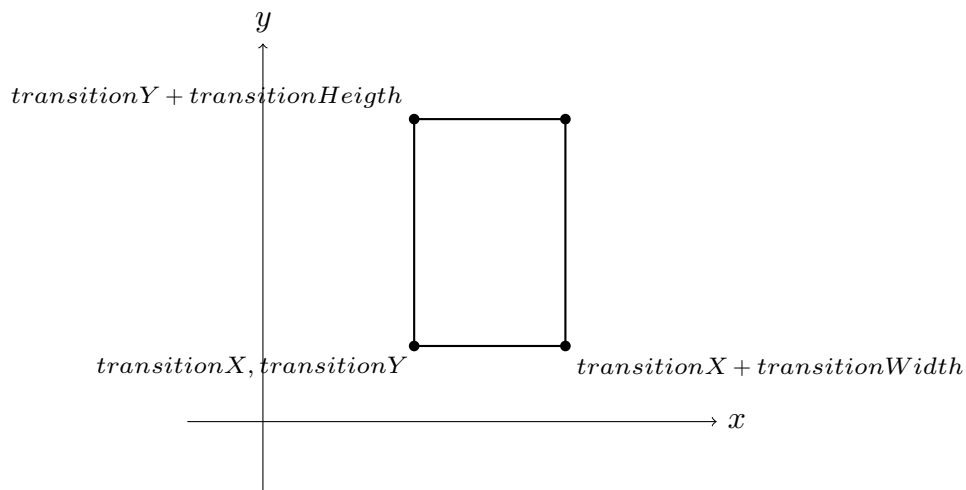 y
transitionY + transitionHeigth
transitionX, transitionY
transitionX + transitionWidth
x